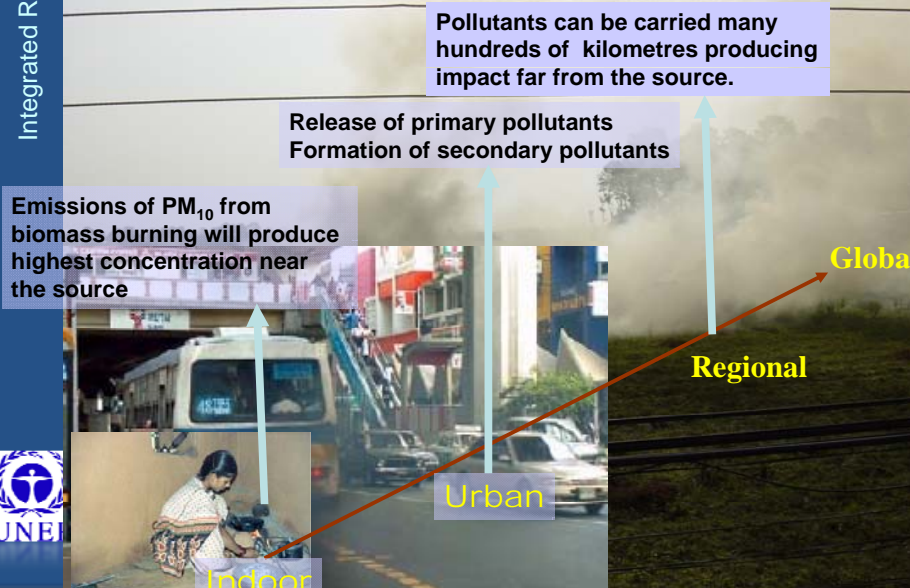 Integrated R
Pollutants can be carried many
hundreds of kilometres producing
impact far from the source.
Release of primary pollutants
Formation of secondary pollutants
Emissions of PM₁₀ from
biomass burning will produce
highest concentration near
the source
Globa
Regional
Urban
Indoor
UNEP